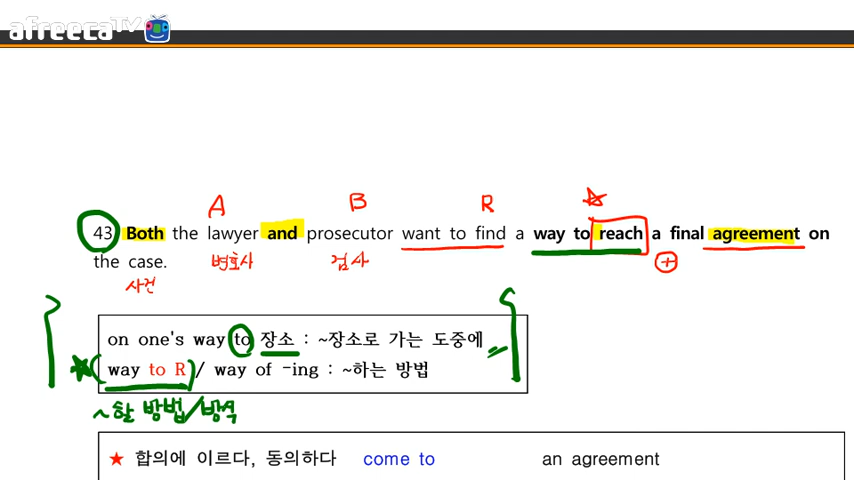 afreecaTV
A B R
43 Both the lawyer and prosecutor want to find a way to reach a final agreement on
변호사 검사
the case.
사건
on one's way to 장소 : ~장소로 가는 도중에
way to R / way of -ing : ~하는 방법
~할 방법/방식
★ 합의에 이르다, 동의하다 come to an agreement